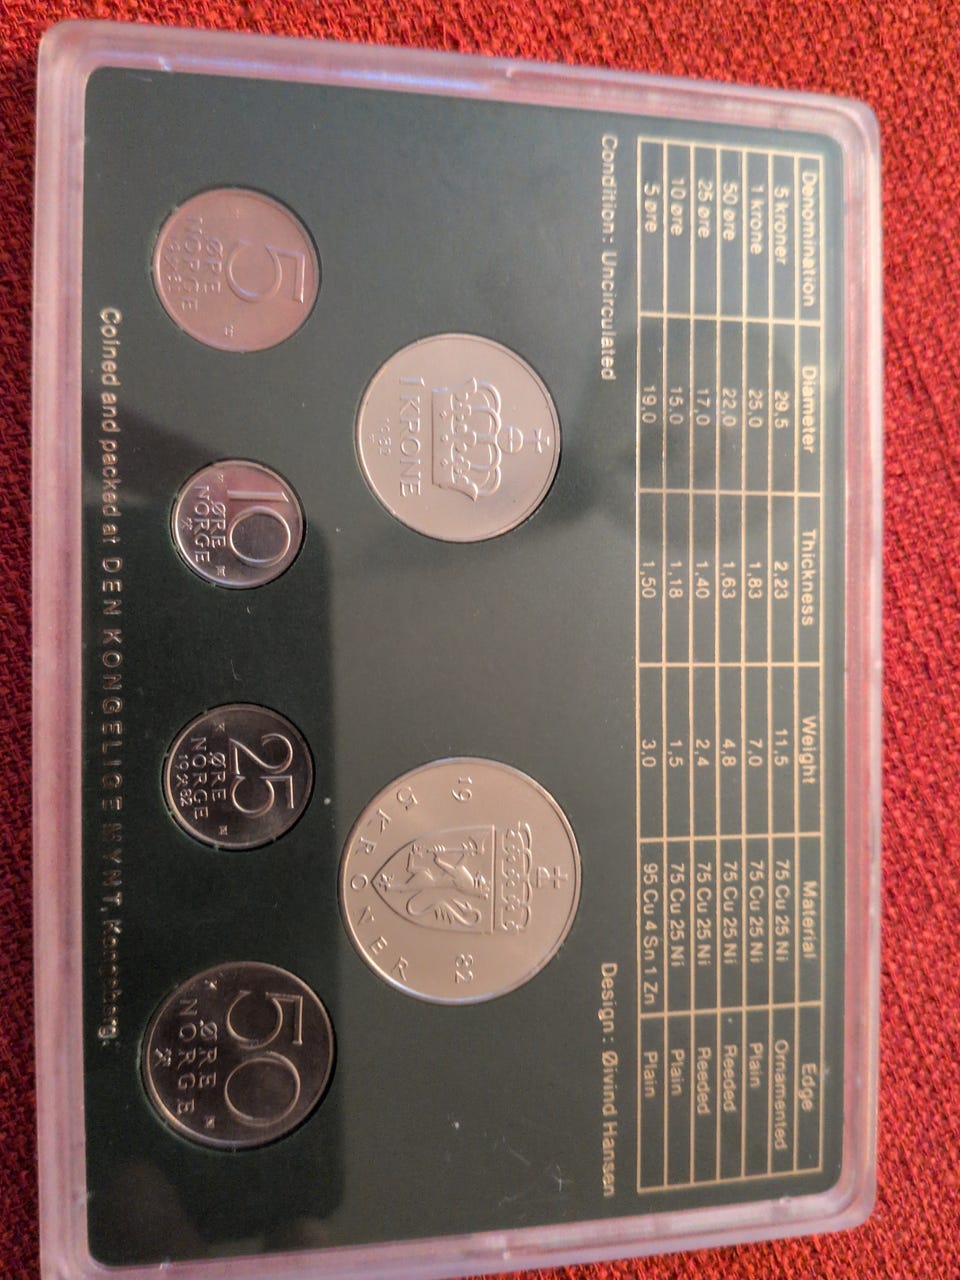 Denomination Diameter Thickness Weight Material Edge
5 kroner 29,5 2,23 11,5 75 Cu 25 Ni Ornamented
1 krone 25,0 1,83 7,0 75 Cu 25 Ni Plain
50 øre 22,0 1,63 4,8 75 Cu 25 Ni Reeded
25 øre 17,0 1,40 2,4 75 Cu 25 Ni Reeded
10 øre 15,0 1,18 1,5 75 Cu 25 Ni Plain
5 øre 19,0 1,50 3,0 95 Cu 4 Sn 1 Zn Plain
Condition: Uncirculated Design: Øivind Hansen
1 KRONE
1982
19 82
5 KRONER
5
ØRE
NORGE
1982
10
ØRE
NORGE
25
ØRE
NORGE
1982
50
ØRE
NORGE
Coined and packed at DEN KONGELIGE MYNT, Kongsberg.